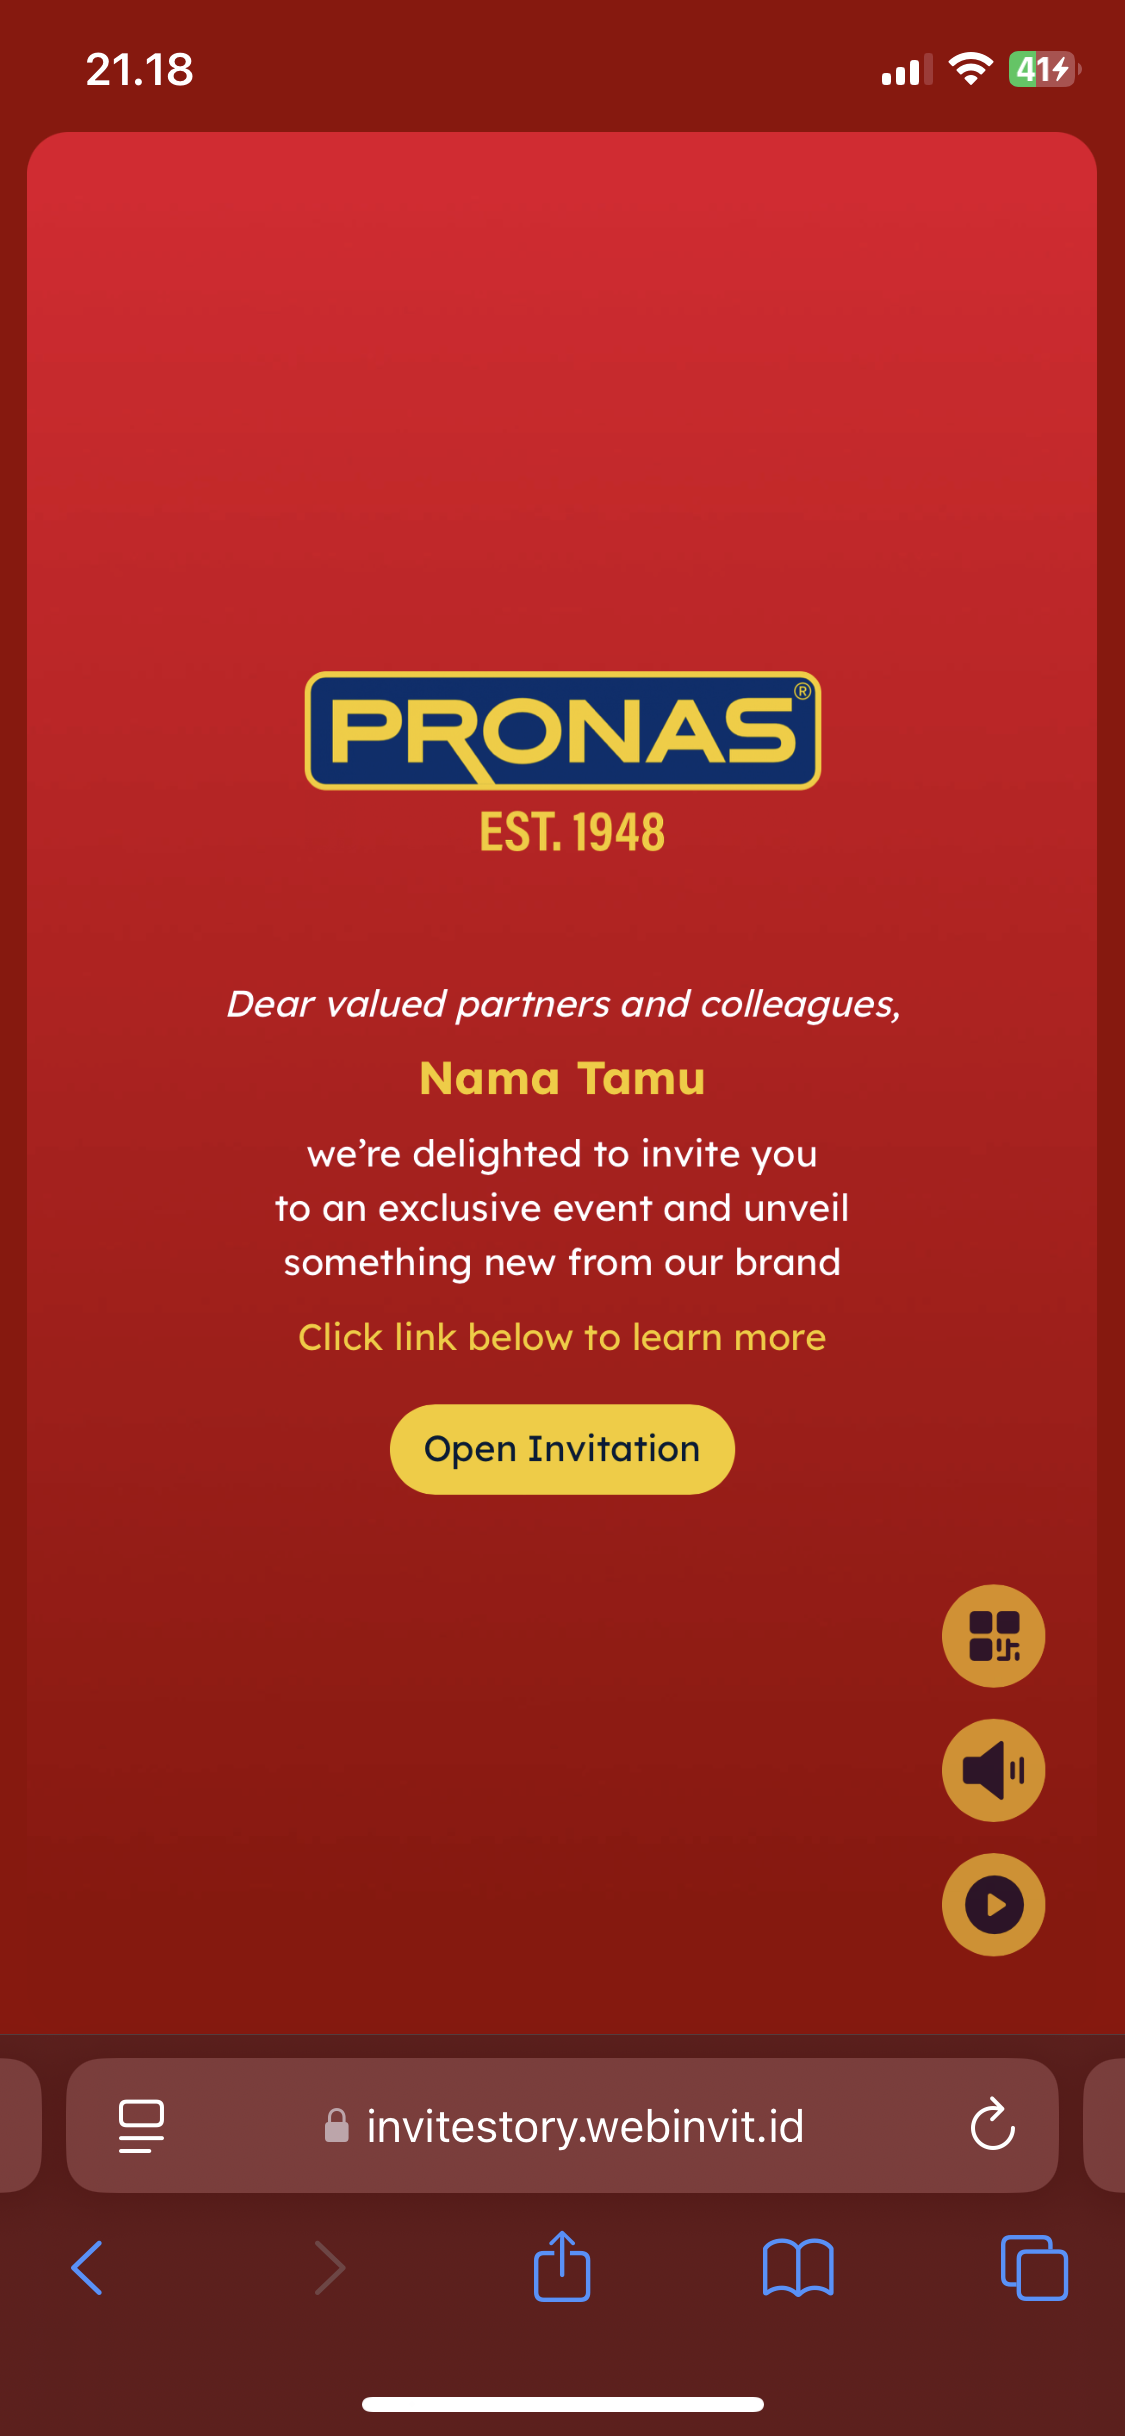 21.18
41
PRONAS®
EST. 1948
Dear valued partners and colleagues,
Nama Tamu
we’re delighted to invite you
to an exclusive event and unveil
something new from our brand
Click link below to learn more
Open Invitation
invitestory.webinvit.id